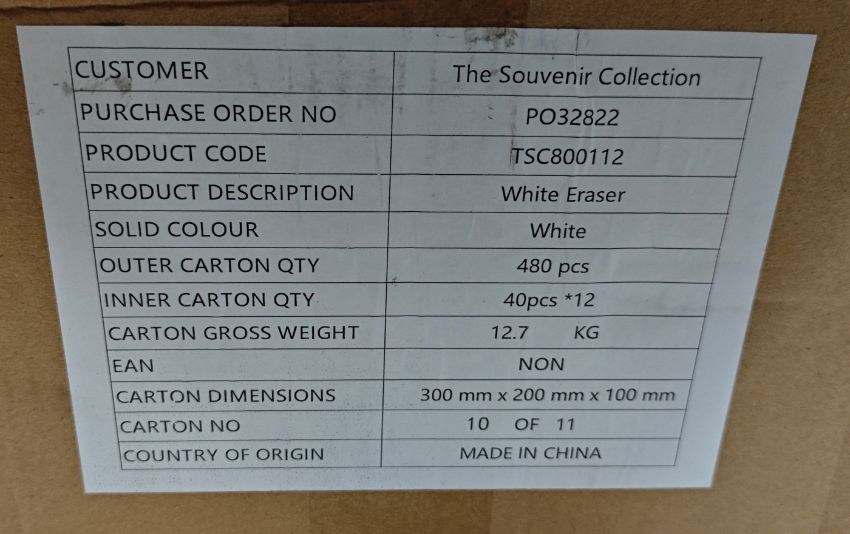 CUSTOMER The Souvenir Collection
PURCHASE ORDER NO PO32822
PRODUCT CODE TSC800112
PRODUCT DESCRIPTION White Eraser
SOLID COLOUR White
OUTER CARTON QTY 480 pcs
INNER CARTON QTY 40pcs *12
CARTON GROSS WEIGHT 12.7 KG
EAN NON
CARTON DIMENSIONS 300 mm x 200 mm x 100 mm
CARTON NO 10 OF 11
COUNTRY OF ORIGIN MADE IN CHINA